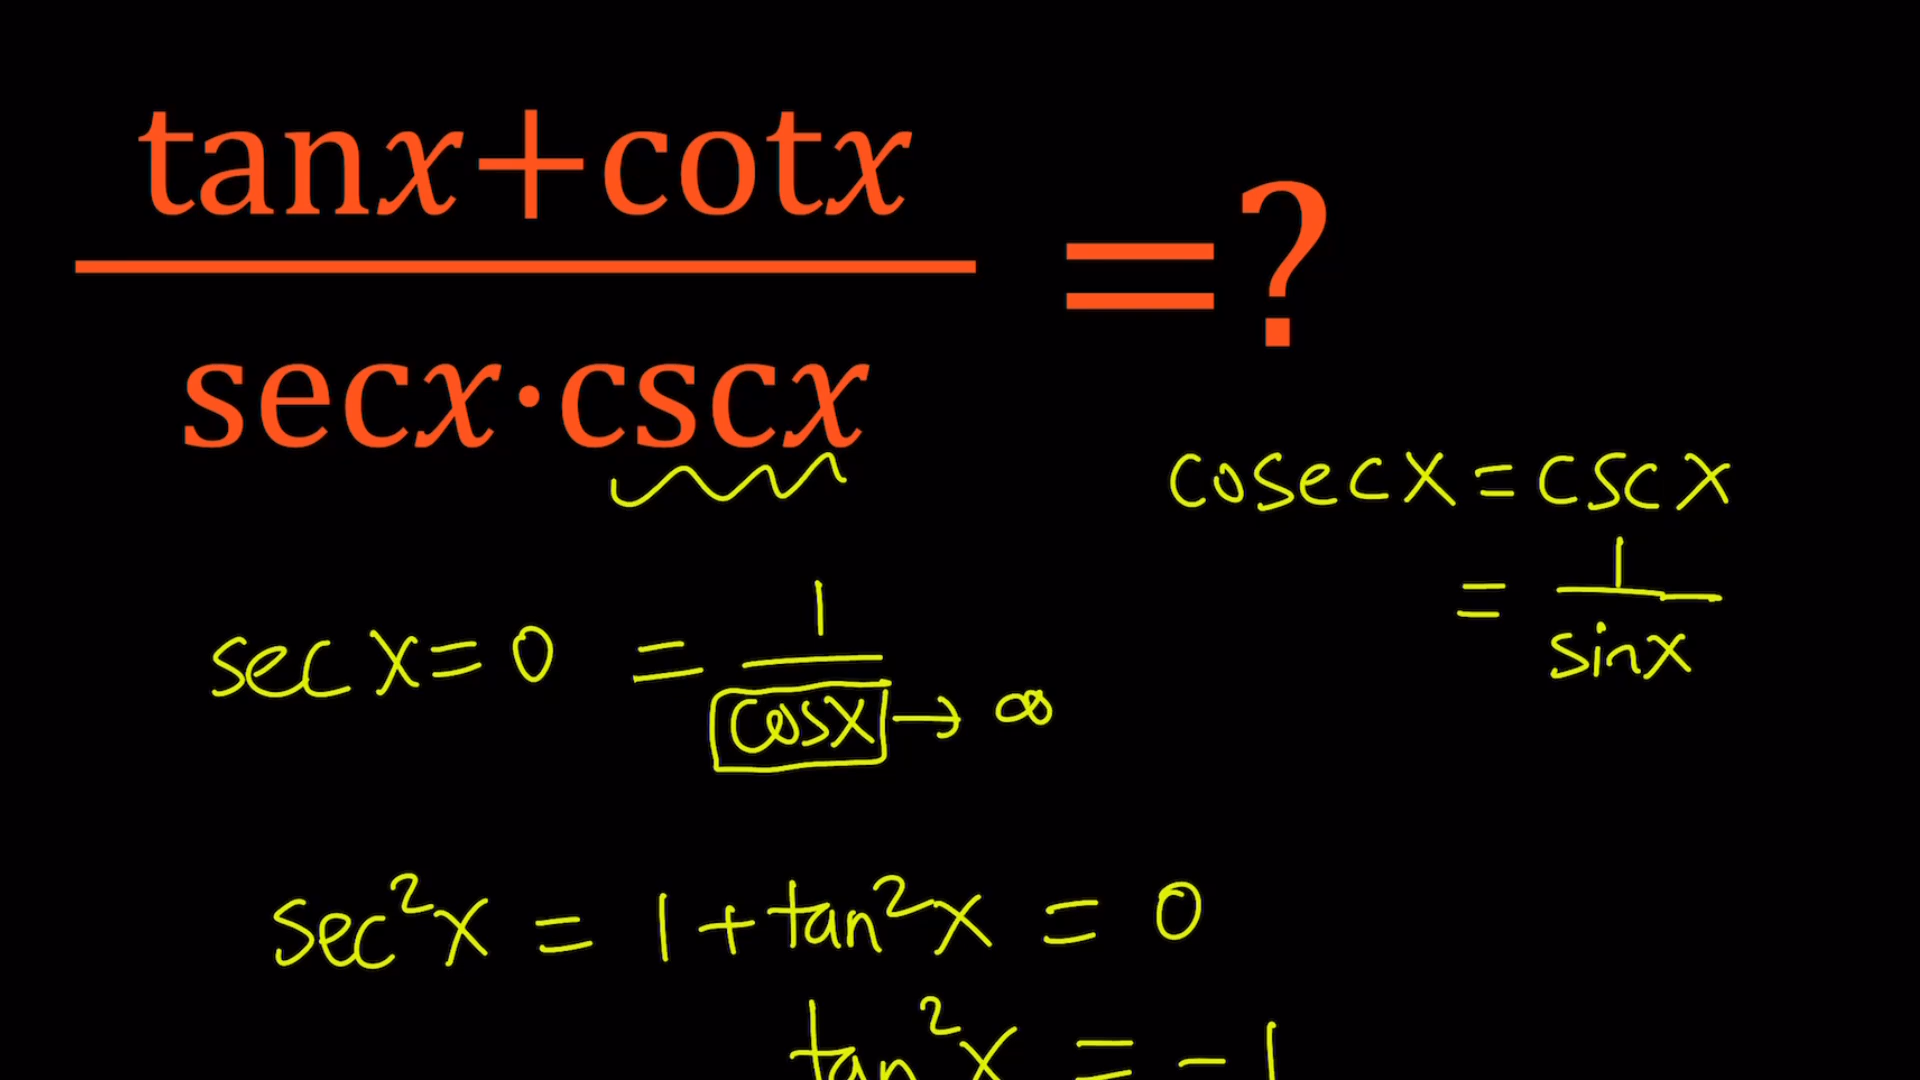 tanx+cotx
=?
secx·cscx
cosecx=cscx
= 1
sinx
secx=0 = 1
cosx → ∞
sec²x = 1+tan²x = 0
tan²x = -1